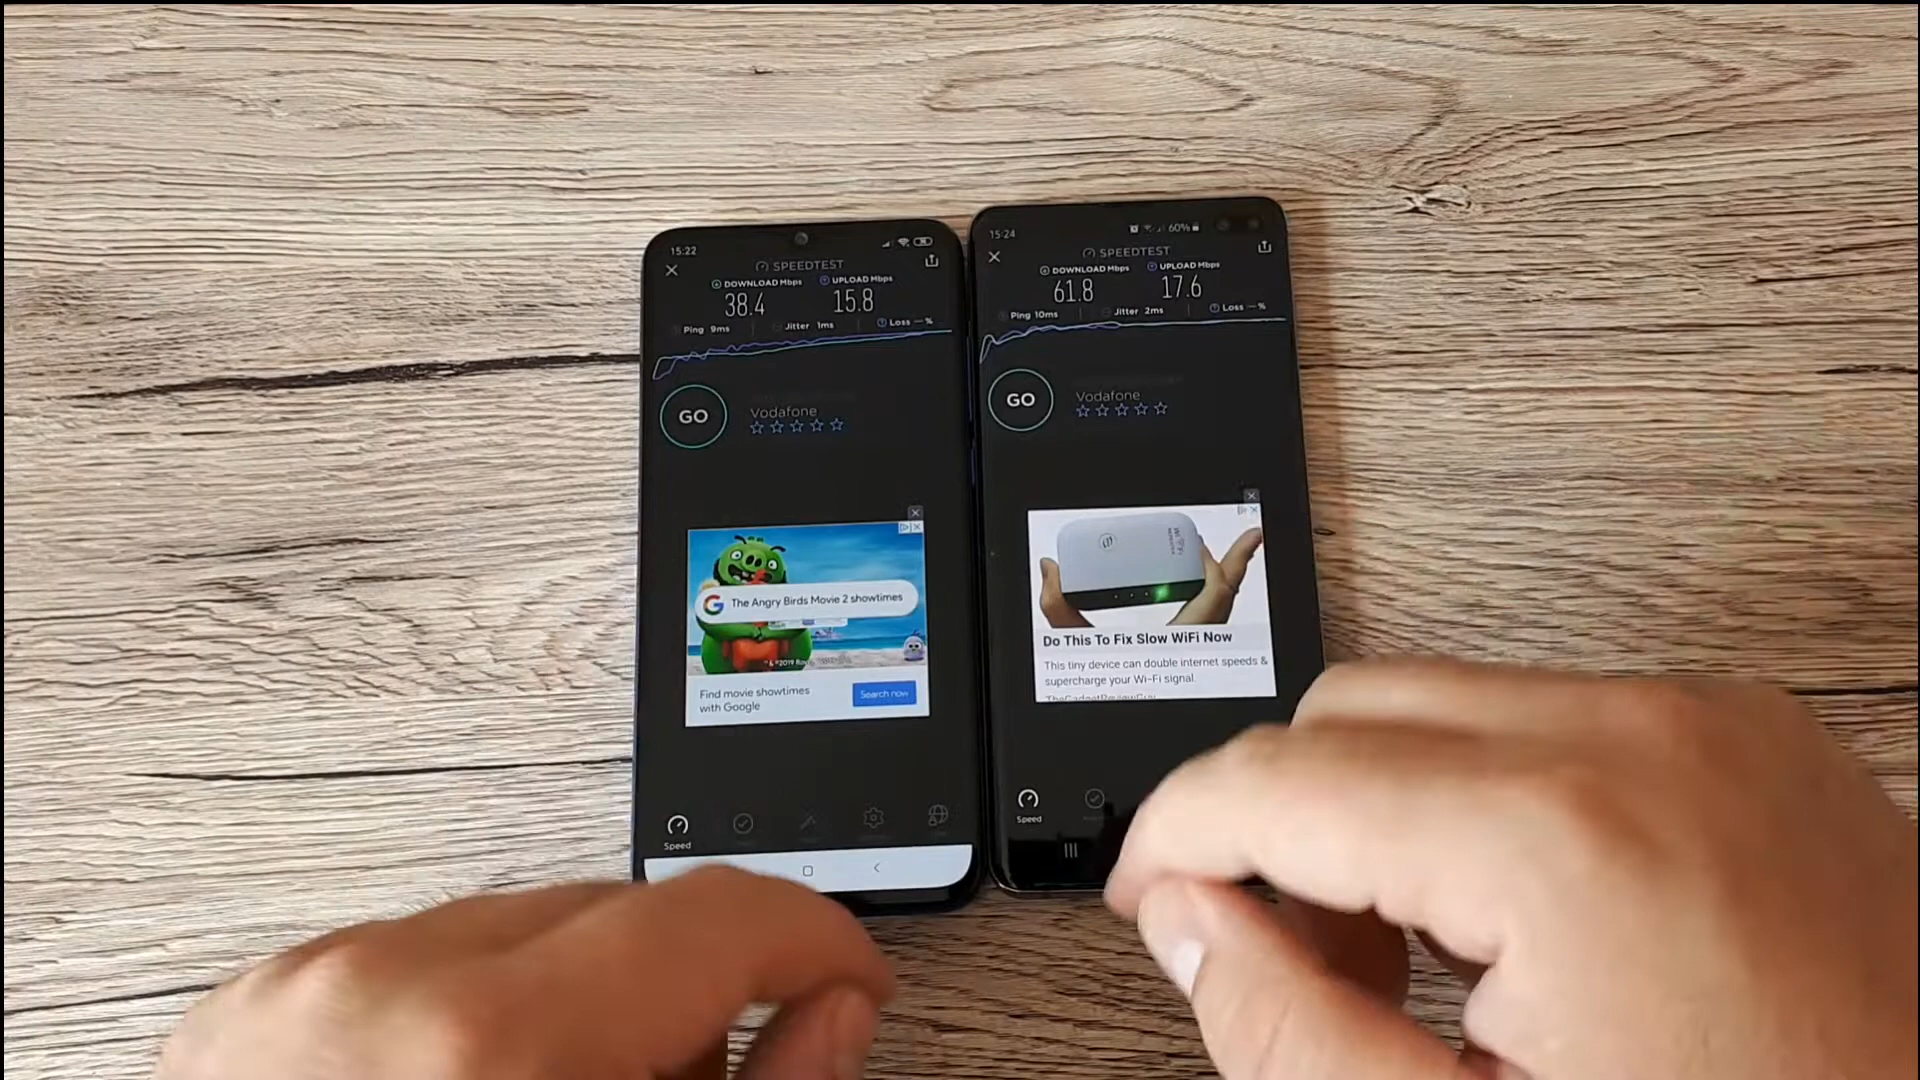 15:22
SPEEDTEST
DOWNLOAD Mbps
UPLOAD Mbps
38.4
15.8
Ping 9ms
Jitter 1ms
Loss — %
GO
Vodafone
The Angry Birds Movie 2 showtimes
Find movie showtimes
with Google
Search now
Speed
15:24
60%
SPEEDTEST
DOWNLOAD Mbps
UPLOAD Mbps
61.8
17.6
Ping 10ms
Jitter 2ms
Loss — %
GO
Vodafone
Do This To Fix Slow WiFi Now
This tiny device can double internet speeds &
supercharge your Wi-Fi signal.
Speed